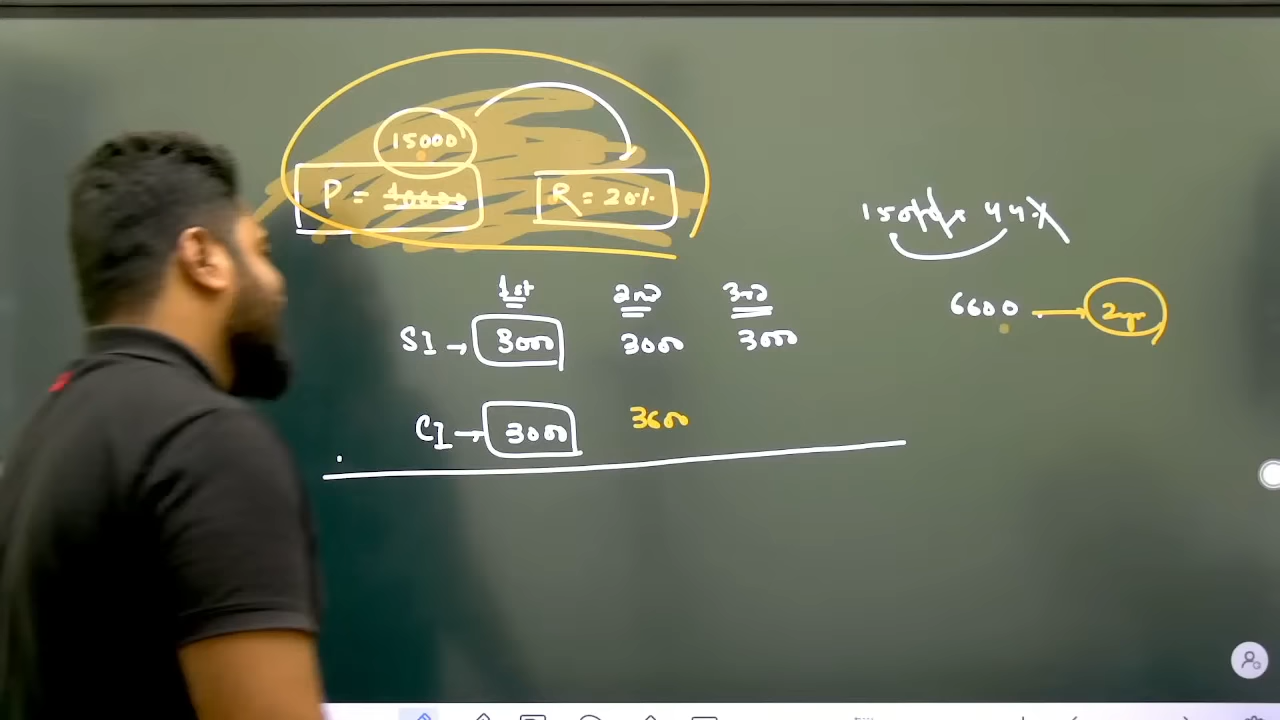 15000
P = 10000 R = 20%
15000 x 44%
1st 2nd 3rd
6600 → 2yr
SI → 3000 3000 3000
CI → 3000 3600